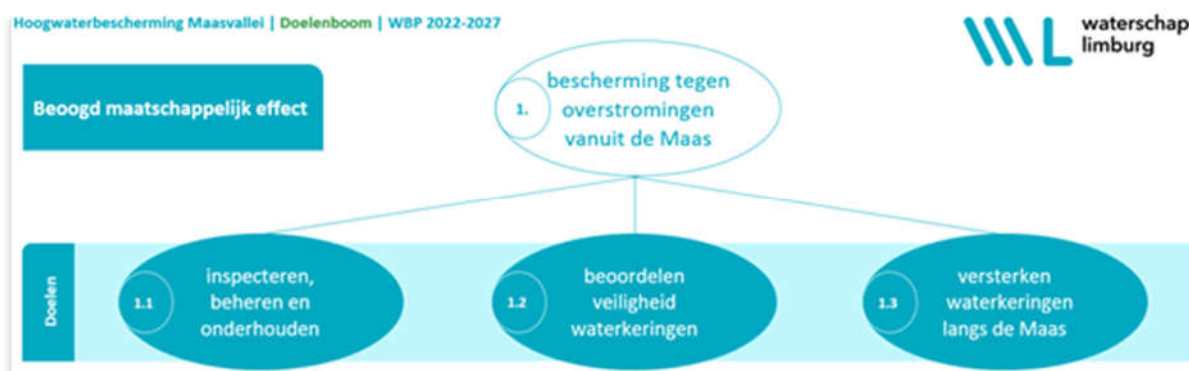 Hoogwaterbescherming Maasvallei | Doelenboom | WBP 2022-2027
waterschap
limburg
Beoogd maatschappelijk effect
1.
bescherming tegen
overstromingen
vanuit de Maas
Doelen
1.1
inspecteren,
beheren en
onderhouden
1.2
beoordelen
veiligheid
waterkeringen
1.3
versterken
waterkeringen
langs de Maas